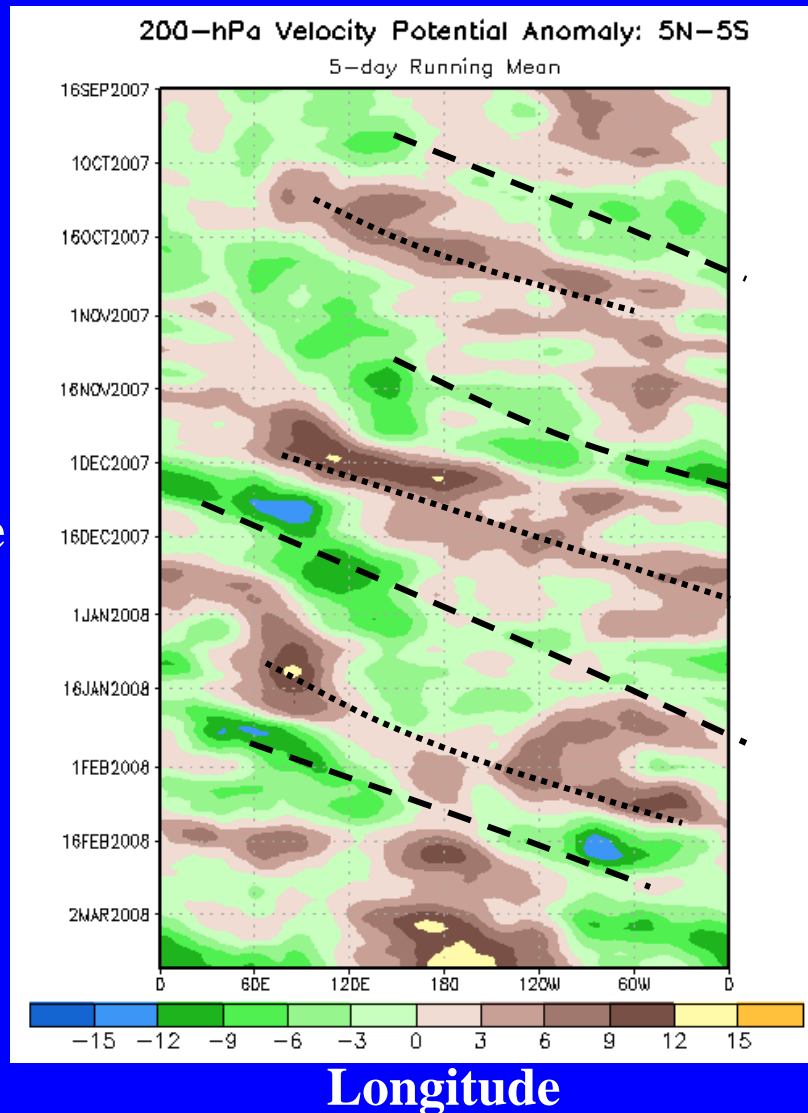 200-hPa Velocity Potential Anomaly: 5N-5S
5-day Running Mean
16SEP2007
1OCT2007
16OCT2007
1NOV2007
16NOV2007
1DEC2007
e
16DEC2007
1JAN2008
16JAN2008
1FEB2008
16FEB2008
2MAR2008
0 60E 120E 180 120W 60W 0
-15 -12 -9 -6 -3 0 3 6 9 12 15
Longitude